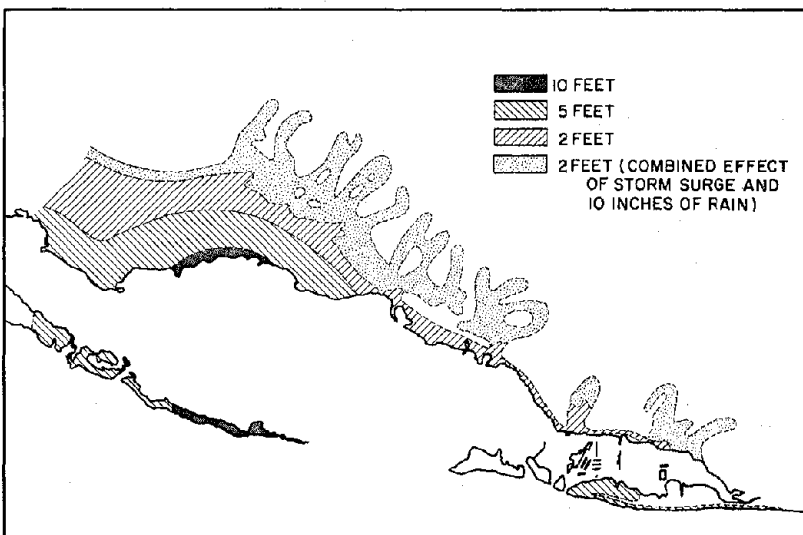 10 FEET
5 FEET
2 FEET
2 FEET (COMBINED EFFECT
OF STORM SURGE AND
10 INCHES OF RAIN)